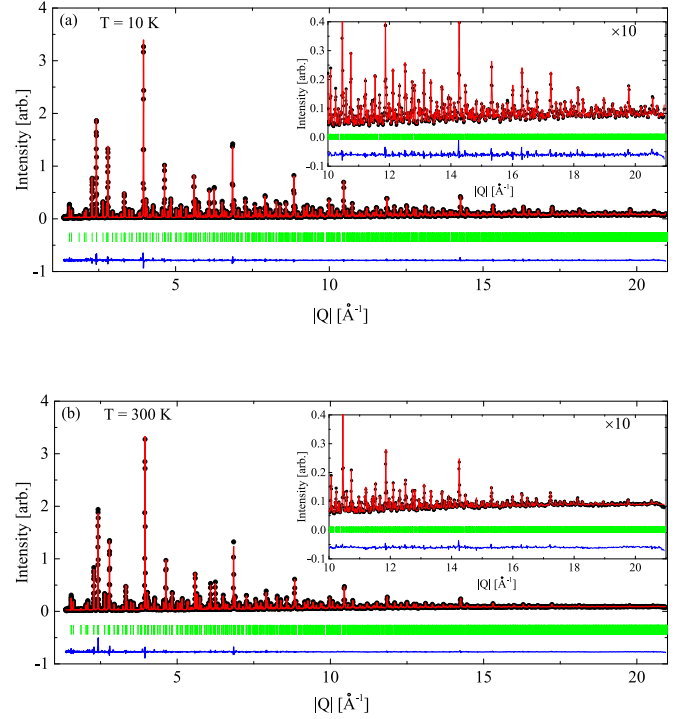 (a) T = 10 K
×10
Intensity [arb.]
4
3
2
1
0
-1
5 10 15 20
|Q| [Å-1]
Intensity [arb.]
0.4
0.3
0.2
0.1
0.0
-0.1
10 12 14 16 18 20
|Q| [Å-1]
(b) T = 300 K
×10
Intensity [arb.]
4
3
2
1
0
-1
5 10 15 20
|Q| [Å-1]
Intensity [arb.]
0.4
0.3
0.2
0.1
0.0
-0.1
10 12 14 16 18 20
|Q| [Å-1]